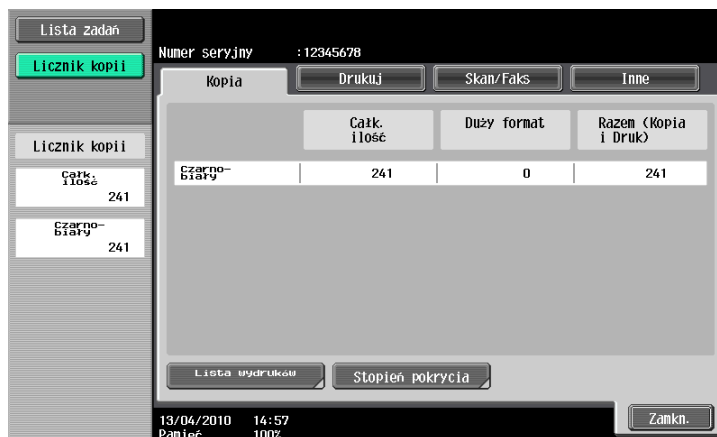 Lista zadań
Licznik kopii
Numer seryjny :12345678
Kopia Drukuj Skan/Faks Inne
Licznik kopii
Całk.
ilość
241
Czarno-
biały
241
Całk.
ilość
Duży format
Razem (Kopia
i Druk)
Czarno-
biały
241 0 241
Lista wydruków Stopień pokrycia
13/04/2010 14:57
Pamięć 100%
Zamkn.